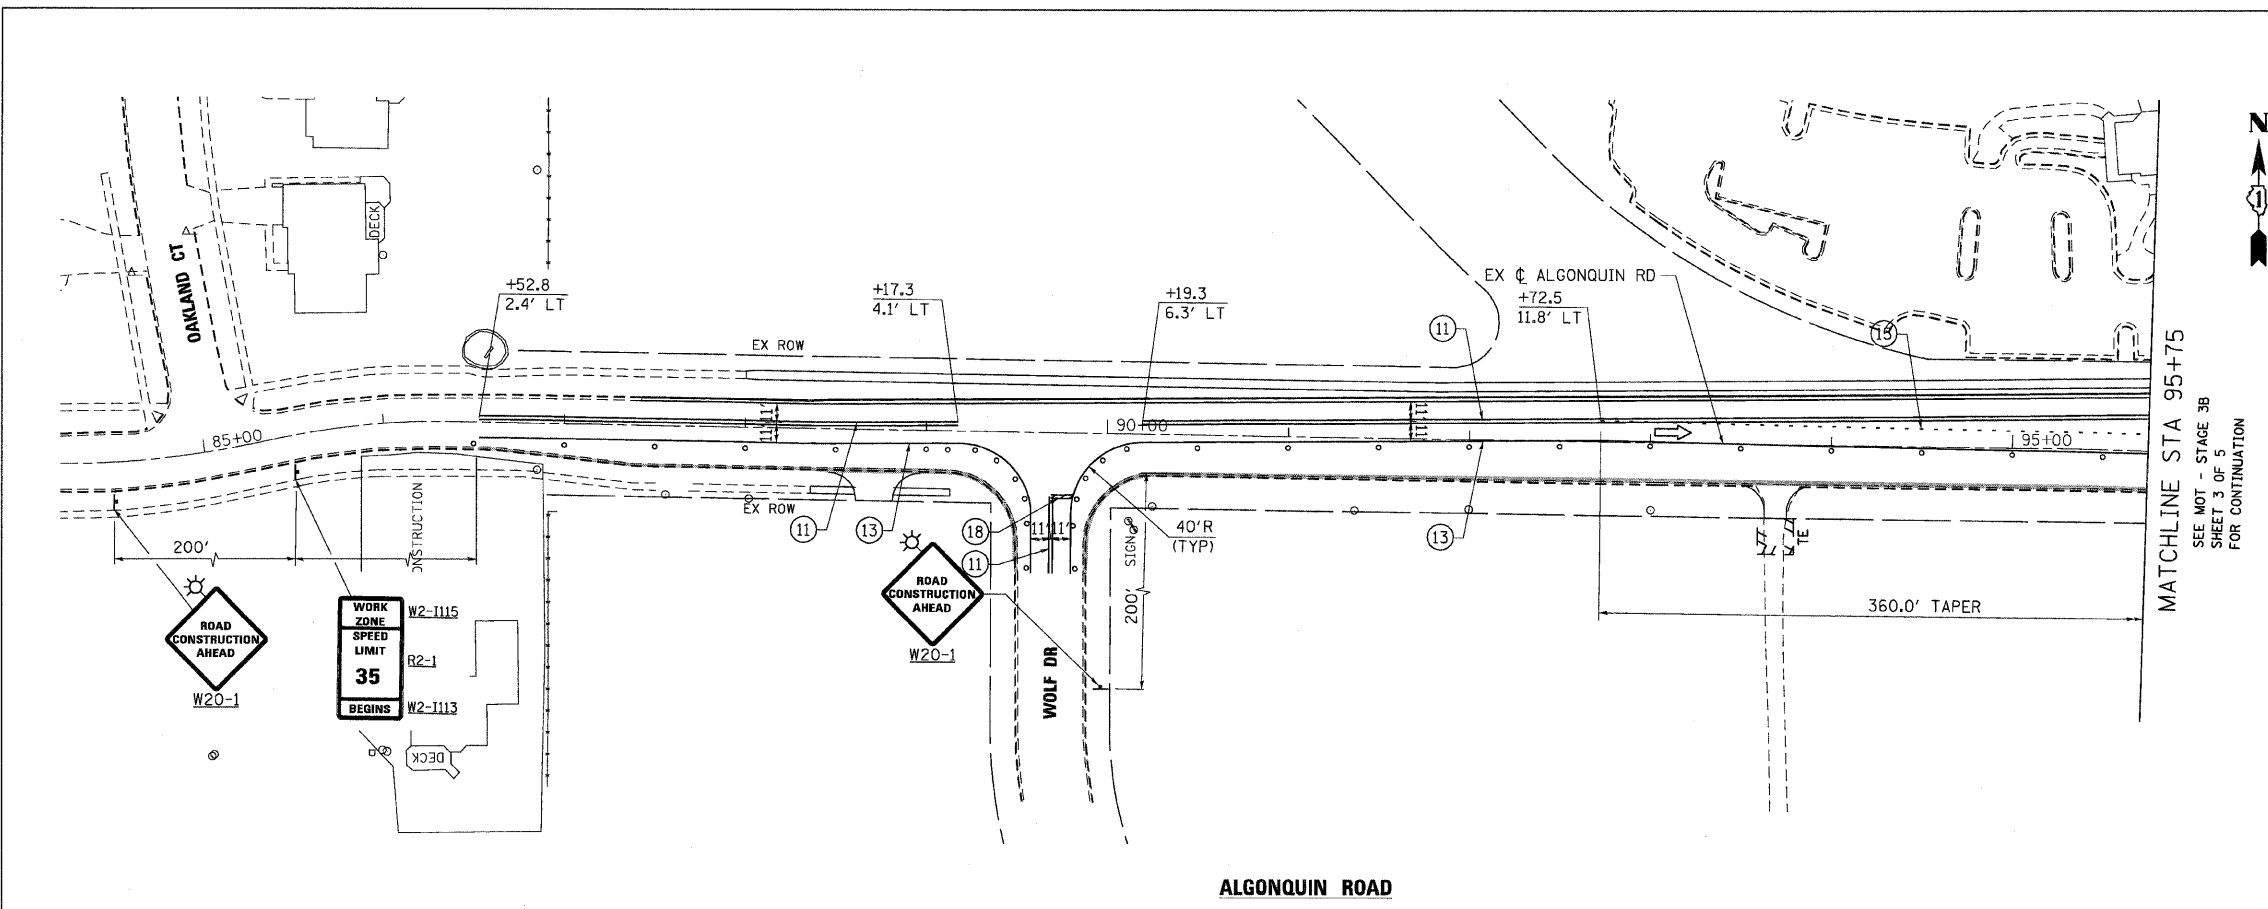 N
1
OAKLAND CT
DECK
+52.8
2.4' LT
+17.3
4.1' LT
+19.3
6.3' LT
EX ℄ ALGONQUIN RD
+72.5
11.8' LT
11
15
EX ROW
11'
11'
11'
11'
85+00
90+00
95+00
MATCHLINE STA 95+75
SEE MOT - STAGE 3B
SHEET 3 OF 5
FOR CONTINUATION
EX ROW
11
13
18
11
11'
11'
40'R
(TYP)
13
TE
200'
200' SIGN
360.0' TAPER
ROAD
CONSTRUCTION
AHEAD
W20-1
WORK
ZONE
SPEED
LIMIT
35
BEGINS
W2-I115
R2-1
W2-I113
ROAD
CONSTRUCTION
AHEAD
W20-1
WOLF DR
DECK
ALGONQUIN ROAD